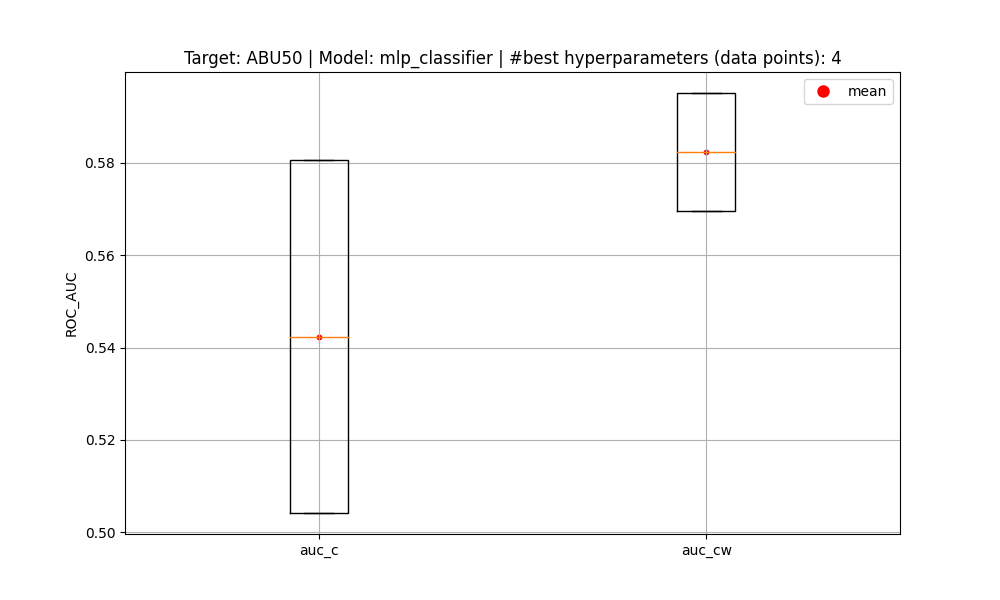 Target: ABU50 | Model: mlp_classifier | #best hyperparameters (data points): 4
mean
0.58
0.56
0.54
0.52
0.50
ROC_AUC
auc_c
auc_cw